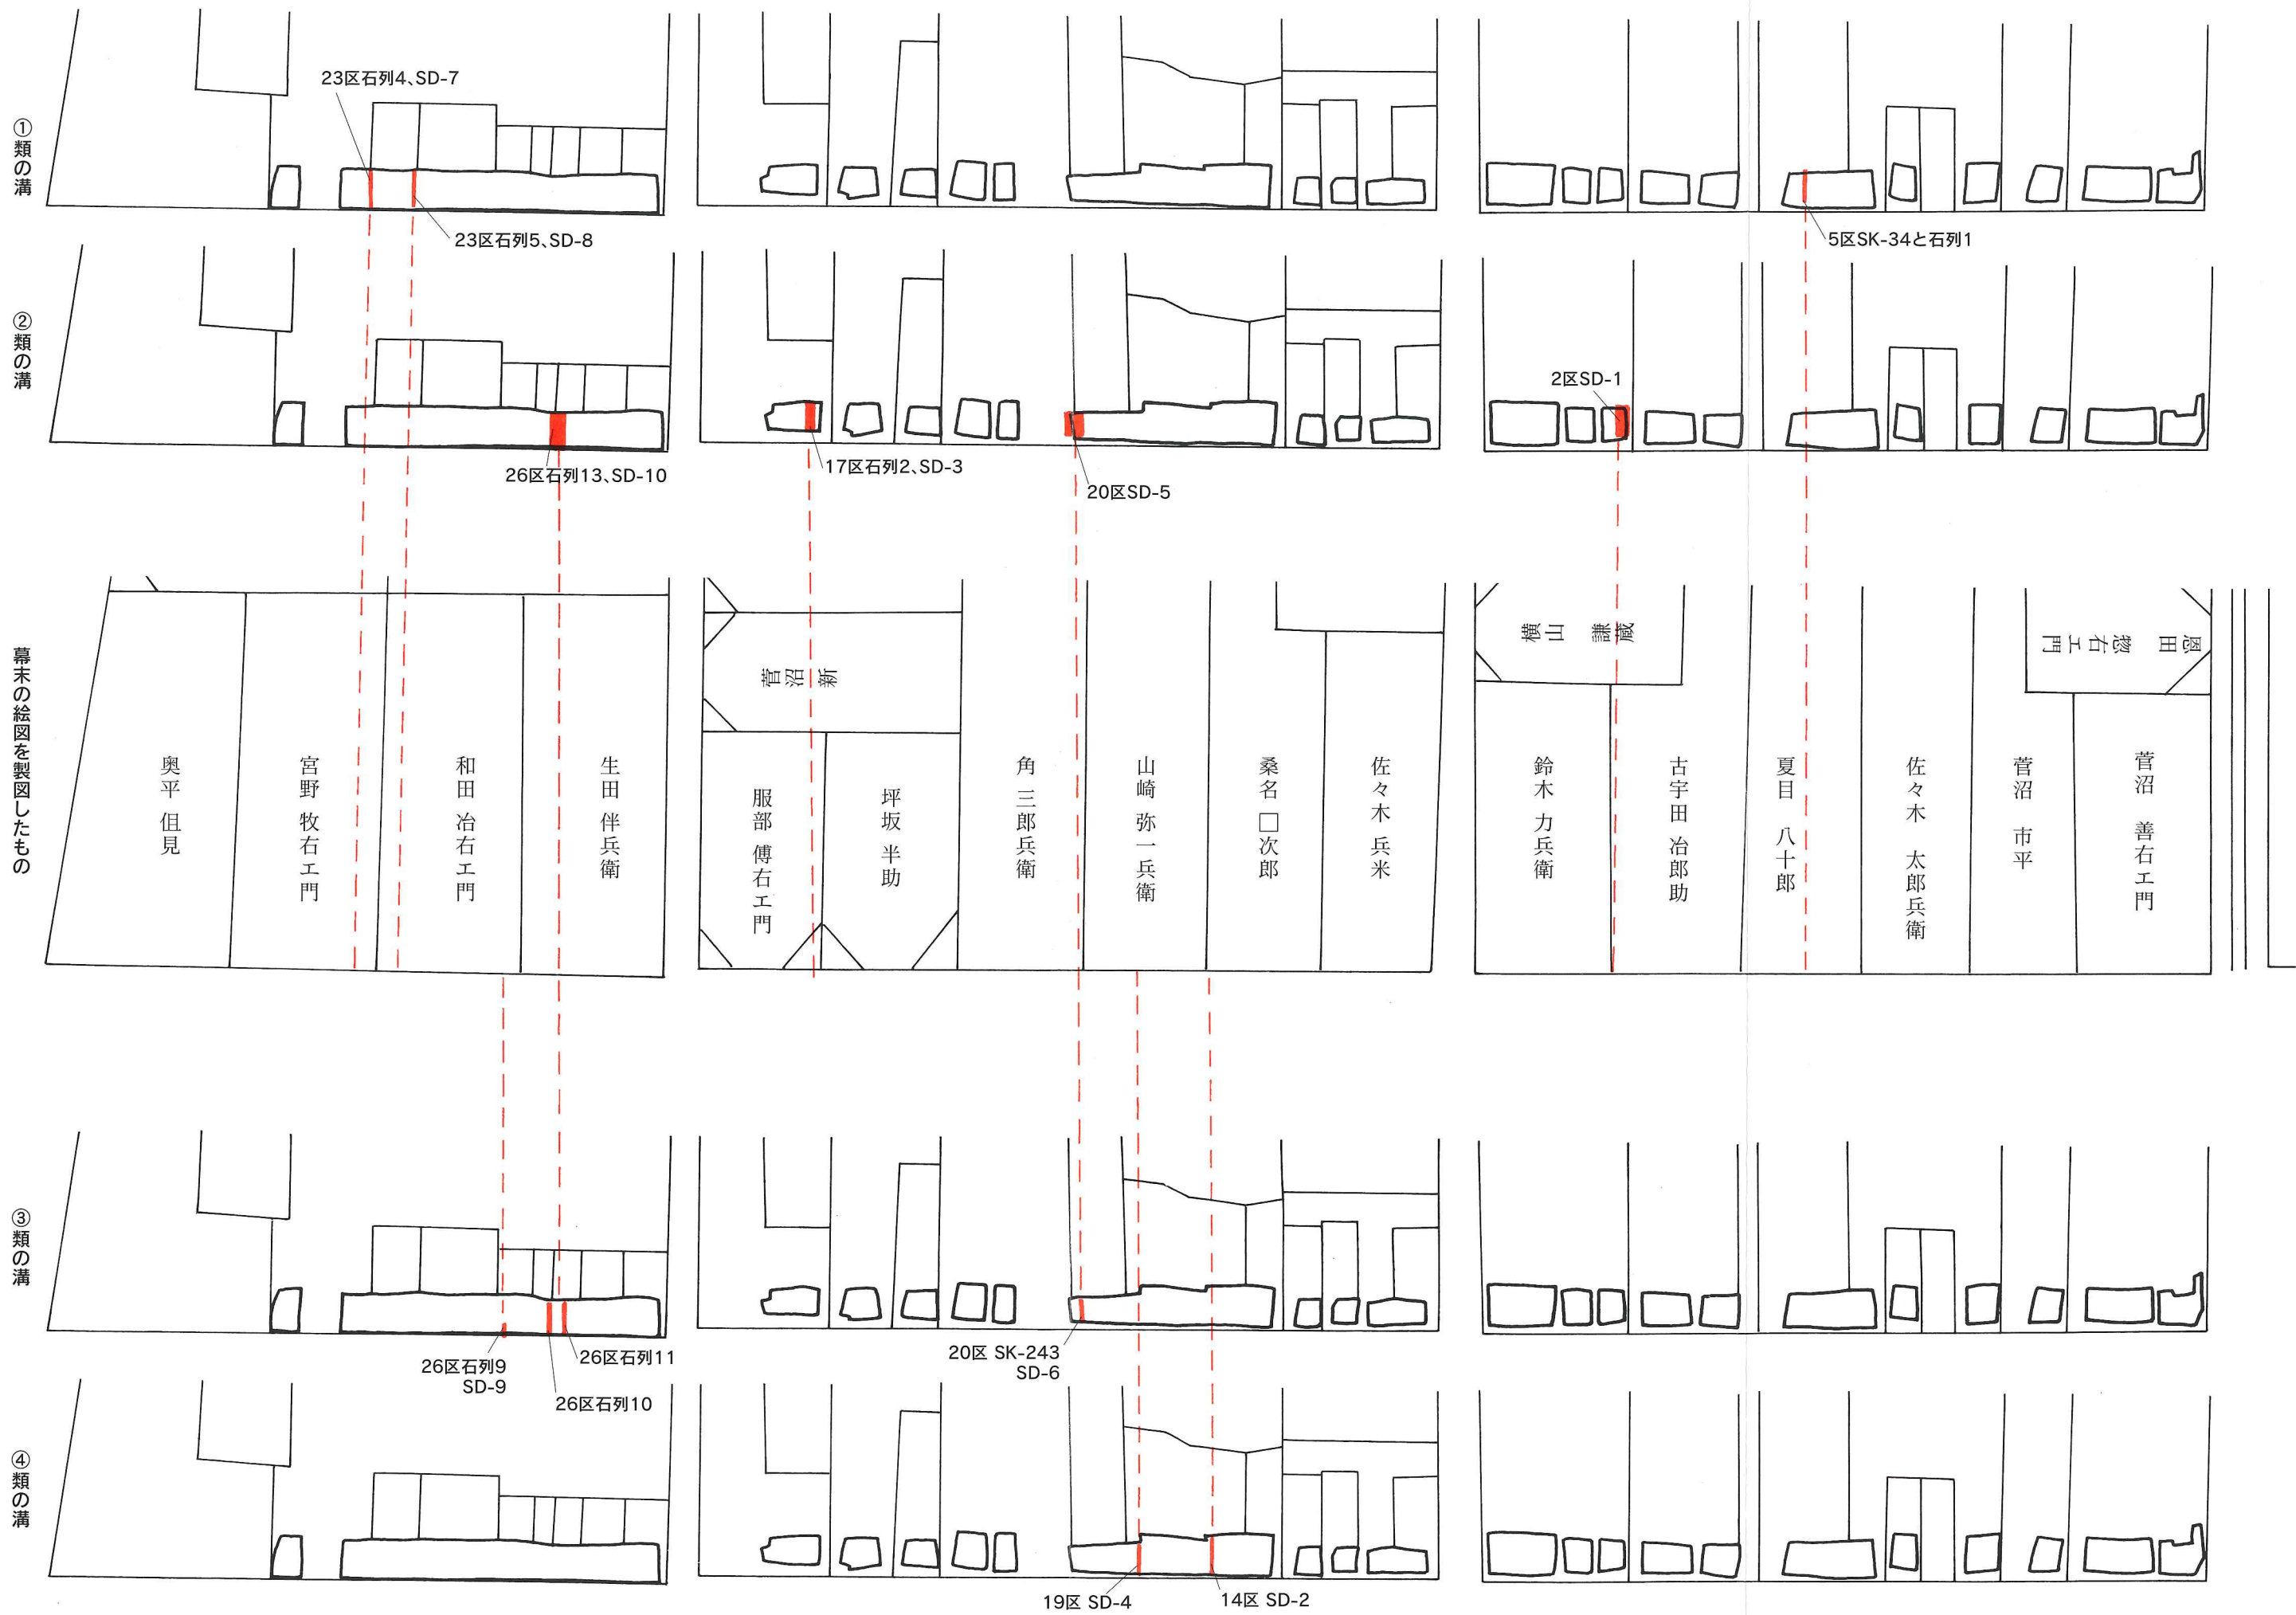 ①類の溝
23区石列4、SD-7
23区石列5、SD-8
5区SK-34と石列1
②類の溝
26区石列13、SD-10
17区石列2、SD-3
20区SD-5
2区SD-1
幕末の絵図を製図したもの
奥平 但見
宮野 牧右エ門
和田 冶右エ門
生田 伴兵衛
菅沼 新
服部 傅右エ門
坪坂 半助
角 三郎兵衛
山崎 弥一兵衛
桑名 □次郎
佐々木 兵米
横山 謙蔵
鈴木 力兵衛
古宇田 冶郎助
夏目 八十郎
佐々木 太郎兵衛
菅沼 市平
恩田 惣右エ門
菅沼 善右エ門
③類の溝
26区石列9
SD-9
26区石列10
26区石列11
20区 SK-243
SD-6
④類の溝
19区 SD-4
14区 SD-2